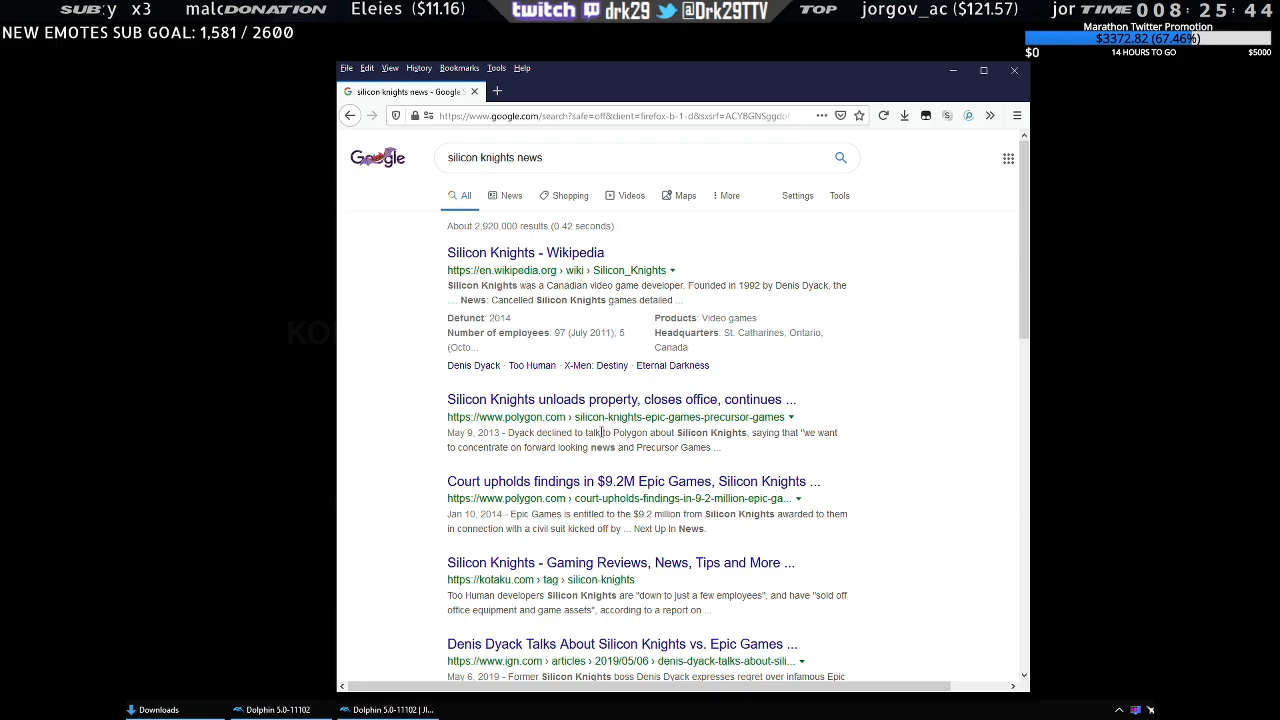 SUB:y x3 malcDONATION Eleies ($11.16) twitch drk29 @Drk29TTV TOP jorgov_ac ($121.57) jor TIME 008:25:44
NEW EMOTES SUB GOAL: 1,581 / 2600
Marathon Twitter Promotion
$3372.82 (67.46%)
$0 14 HOURS TO GO $5000
File Edit View History Bookmarks Tools Help
silicon knights news - Google S
https://www.google.com/search?safe=off&client=firefox-b-1-d&sxsrf=ACYBGNSggdo
Google silicon knights news
All News Shopping Videos Maps More Settings Tools
About 2,920,000 results (0.42 seconds)
Silicon Knights - Wikipedia
https://en.wikipedia.org › wiki › Silicon_Knights
Silicon Knights was a Canadian video game developer. Founded in 1992 by Denis Dyack, the
.... News: Cancelled Silicon Knights games detailed ...
Defunct: 2014 Products: Video games
Number of employees: 97 (July 2011); 5 Headquarters: St. Catharines, Ontario,
(Octo... Canada
Denis Dyack · Too Human · X-Men: Destiny · Eternal Darkness
Silicon Knights unloads property, closes office, continues ...
https://www.polygon.com › silicon-knights-epic-games-precursor-games
May 9, 2013 - Dyack declined to talk to Polygon about Silicon Knights, saying that "we want
to concentrate on forward looking news and Precursor Games ...
Court upholds findings in $9.2M Epic Games, Silicon Knights ...
https://www.polygon.com › court-upholds-findings-in-9-2-million-epic-ga...
Jan 10, 2014 - Epic Games is entitled to the $9.2 million from Silicon Knights awarded to them
in connection with a civil suit kicked off by ... Next Up In News.
Silicon Knights - Gaming Reviews, News, Tips and More ...
https://kotaku.com › tag › silicon-knights
Too Human developers Silicon Knights are "down to just a few employees", and have "sold off
office equipment and game assets", according to a report on ...
Denis Dyack Talks About Silicon Knights vs. Epic Games ...
https://www.ign.com › articles › 2019/05/06 › denis-dyack-talks-about-sili...
May 6, 2019 - Former Silicon Knights boss Denis Dyack expresses regret over infamous Epic
Downloads Dolphin 5.0-11102 Dolphin 5.0-11102 | JI...